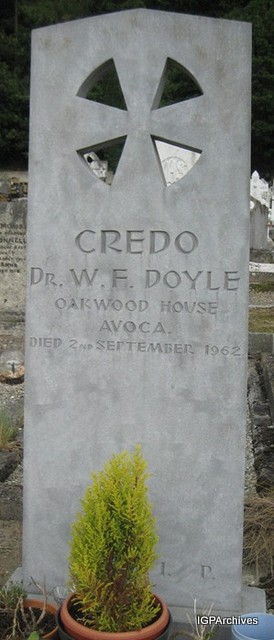 CREDO
DR. W. F. DOYLE
OAKWOOD HOUSE
AVOCA.
DIED 2ND SEPTEMBER 1962.
I. P.
IGPArchives